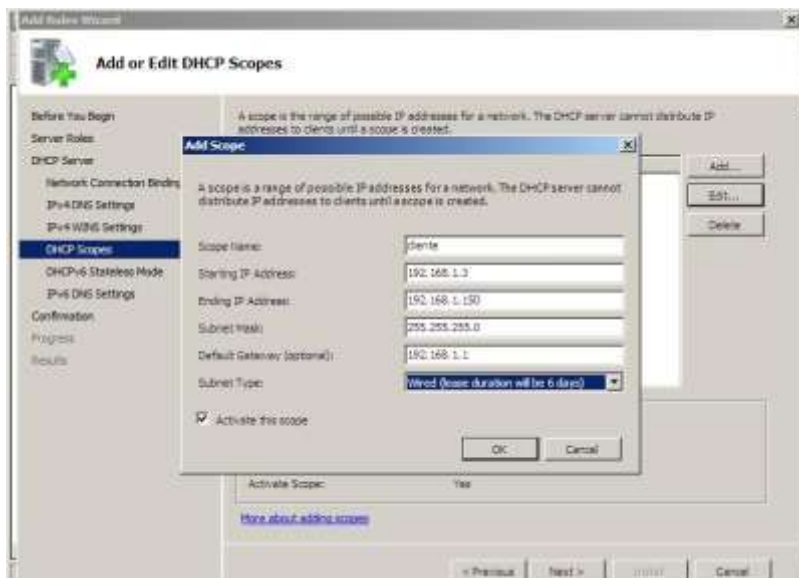 Add Roles Wizard
Add or Edit DHCP Scopes
Before You Begin
Server Roles
DHCP Server
Network Connection Binding
IPv4 DNS Settings
IPv4 WINS Settings
DHCP Scopes
DHCPv6 Stateless Mode
IPv6 DNS Settings
Confirmation
Progress
Results
A scope is the range of possible IP addresses for a network. The DHCP server cannot distribute IP
addresses to clients until a scope is created.
Add...
Edit...
Delete
Add Scope
A scope is a range of possible IP addresses for a network. The DHCP server cannot
distribute IP addresses to clients until a scope is created.
Scope Name: cliente
Starting IP Address:
Ending IP Address: 192.168.1.150
Subnet Mask: 255.255.255.0
Default Gateway (optional): 192.168.1.1
Subnet Type: Wired (lease duration will be 6 days)
Activate this scope
OK Cancel
Activate Scope: Yes
More about adding scopes
< Previous Next > Install Cancel